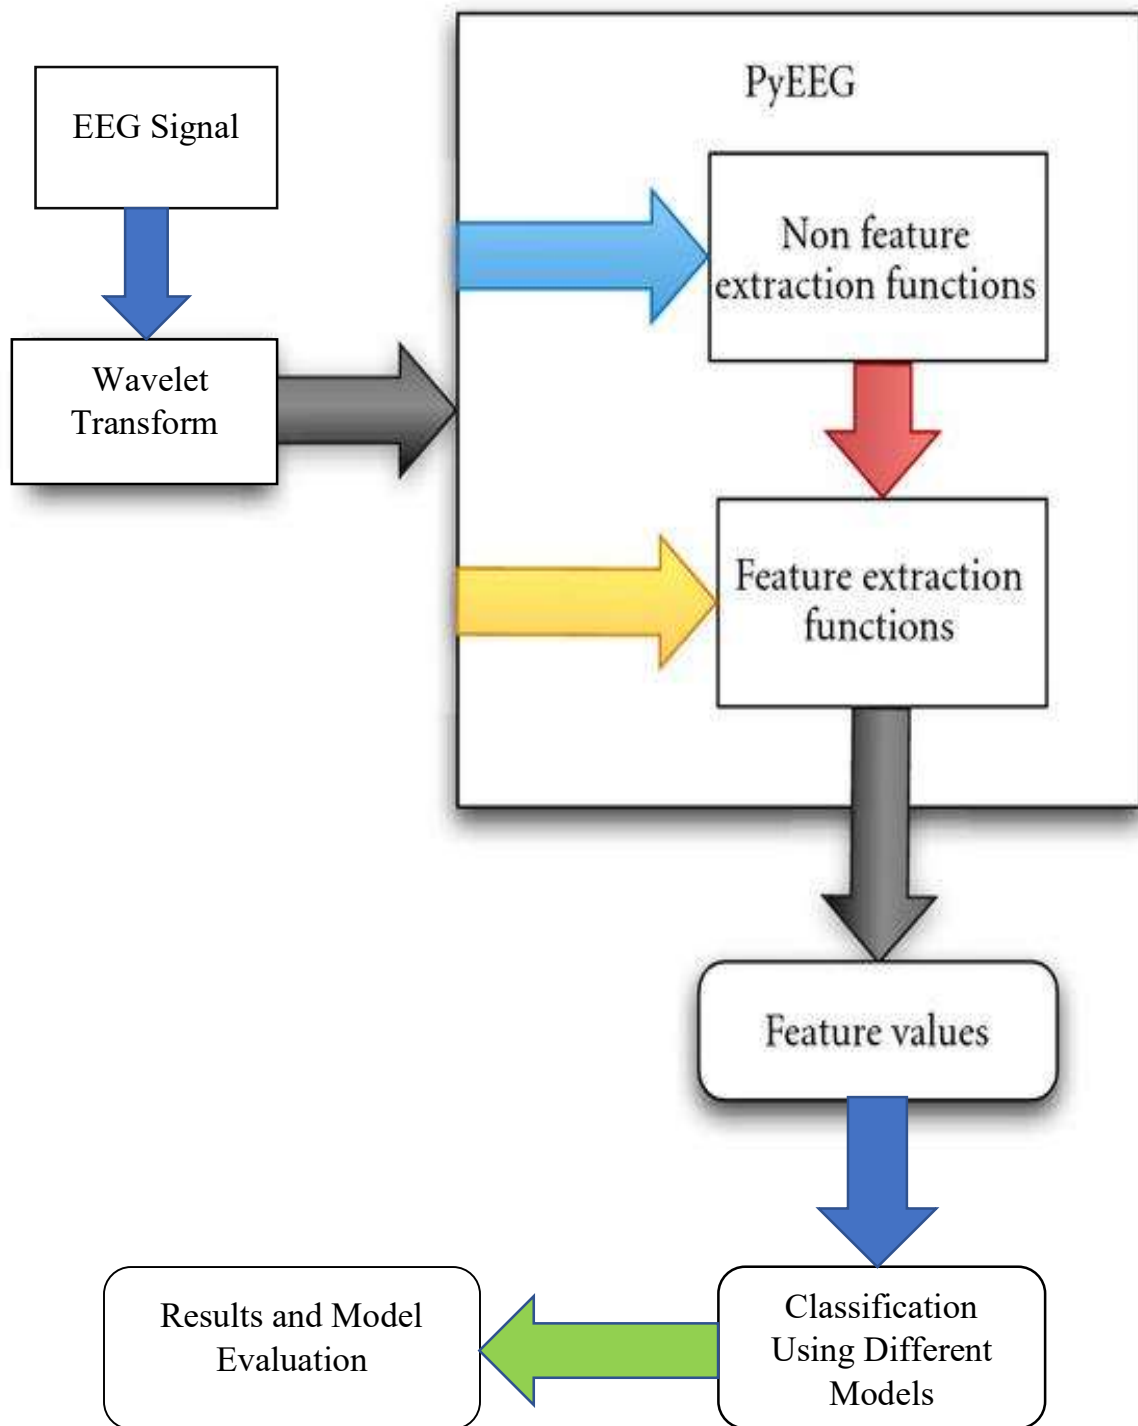 EEG Signal
Wavelet
Transform
PyEEG
Non feature
extraction functions
Feature extraction
functions
Feature values
Classification
Using Different
Models
Results and Model
Evaluation